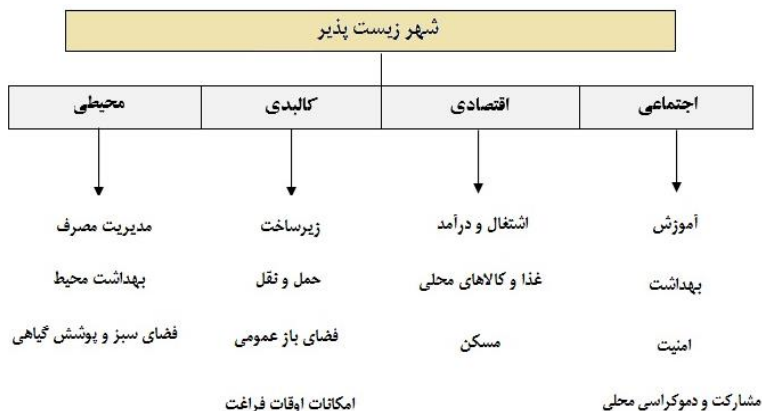 شهر زیست پذیر
اجتماعی
اقتصادی
کالبدی
محیطی
آموزش
بهداشت
امنیت
مشارکت و دموکراسی محلی
اشتغال و درآمد
غذا و کالاهای محلی
مسکن
زیرساخت
حمل و نقل
فضای باز عمومی
امکانات اوقات فراغت
مدیریت مصرف
بهداشت محیط
فضای سبز و پوشش گیاهی